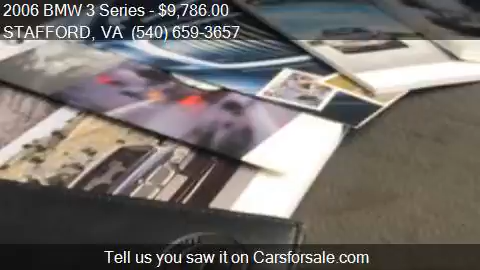 2006 BMW 3 Series - $9,786.00
STAFFORD, VA (540) 659-3657
Tell us you saw it on Carsforsale.com